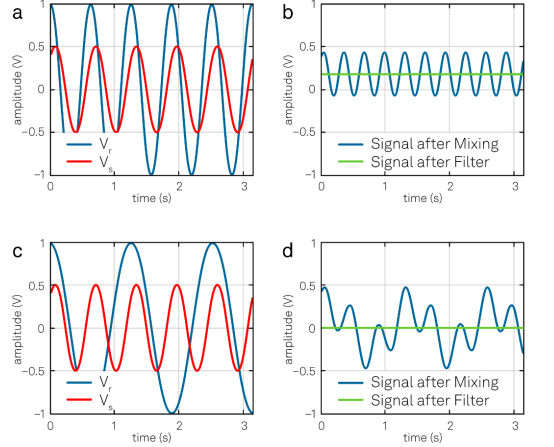 a
amplitude (V)
1
0.5
0
−0.5
−1
V_r
V_s
0
1
2
3
time (s)
b
amplitude (V)
1
0.5
0
−0.5
−1
Signal after Mixing
Signal after Filter
0
1
2
3
time (s)
c
amplitude (V)
1
0.5
0
-0.5
-1
V_r
V_s
0
1
2
3
time (s)
d
amplitude (V)
1
0.5
0
-0.5
-1
Signal after Mixing
Signal after Filter
0
1
2
3
time (s)